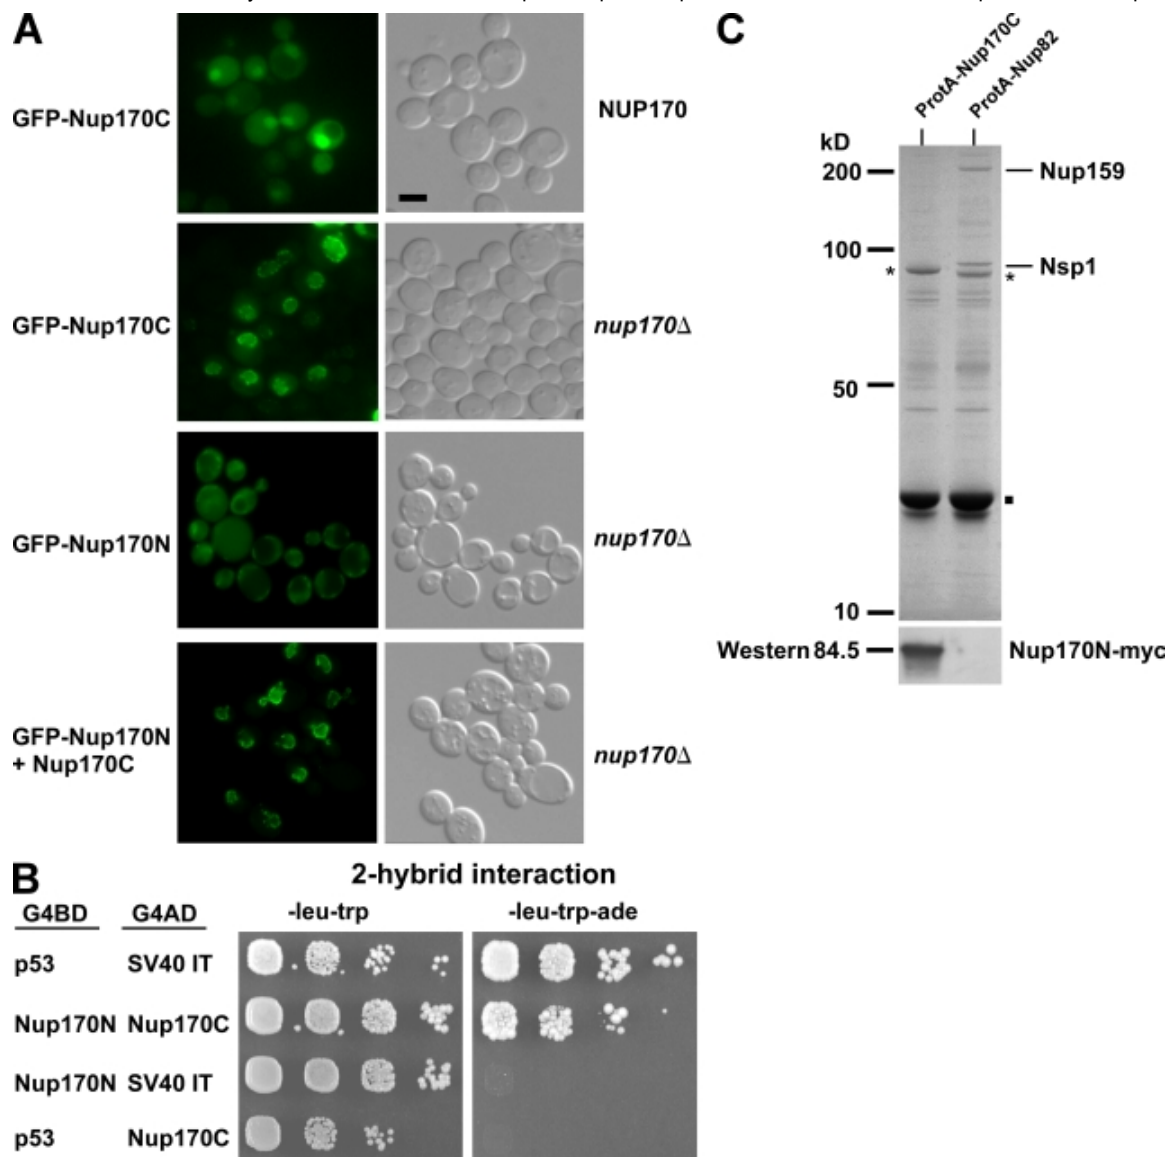 A
GFP-Nup170C
NUP170
GFP-Nup170C
nup170Δ
GFP-Nup170N
nup170Δ
GFP-Nup170N
+ Nup170C
nup170Δ
B
2-hybrid interaction
G4BD G4AD -leu-trp -leu-trp-ade
p53 SV40 lT
Nup170N Nup170C
Nup170N SV40 lT
p53 Nup170C
C
ProtA-Nup170C
ProtA-Nup82
kD
200
Nup159
100
Nsp1
*
*
50
10
Western 84.5
Nup170N-myc